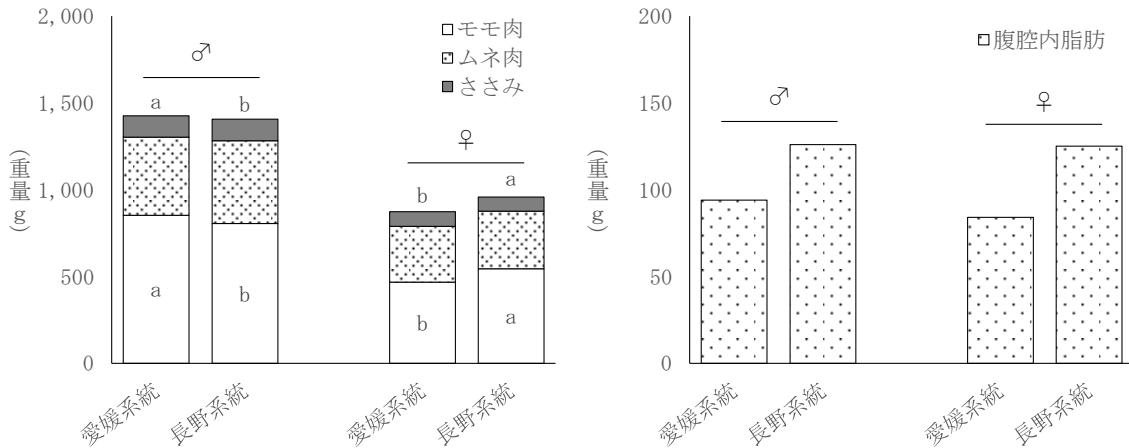 2,000
1,500
1,000
500
0
(重量g)
モモ肉
ムネ肉
ささみ
♂
a
b
♀
b
a
a
b
b
a
愛媛系統
長野系統
愛媛系統
長野系統
200
150
100
50
0
(重量g)
腹腔内脂肪
♂
♀
愛媛系統
長野系統
愛媛系統
長野系統